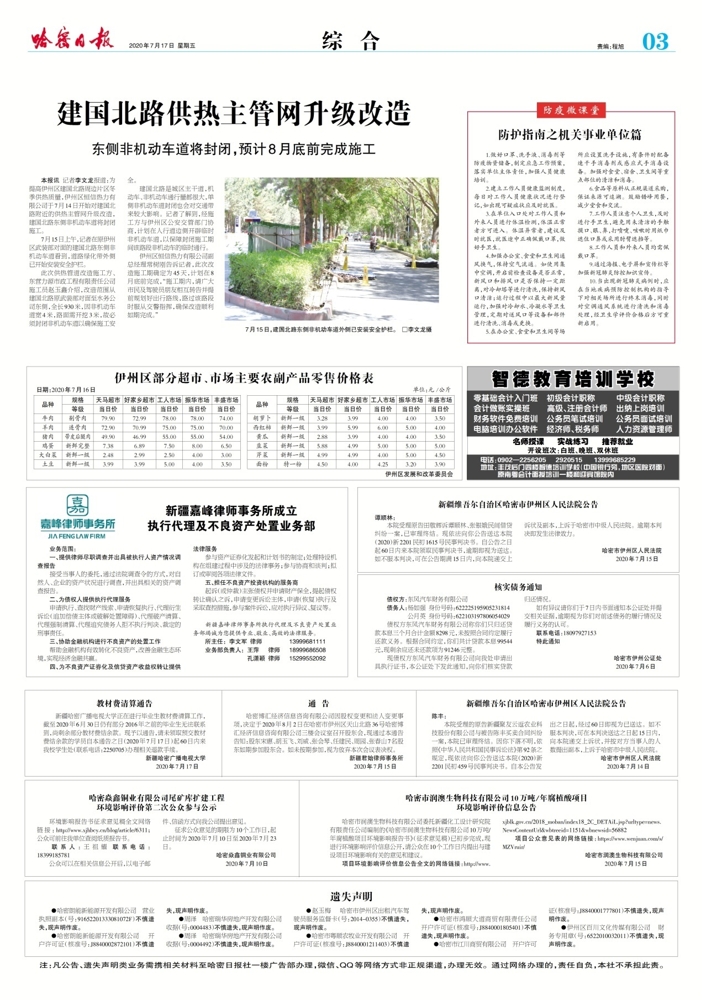 哈密日报
2020年7月17日 星期五
综 合
责编:程旭
03
建国北路供热主管网升级改造
东侧非机动车道将封闭,预计8月底前完成施工
本报讯 记者李文龙报道:为
提高伊州区建国北路周边片区冬
季供热质量,伊州区恒信热力有
限公司于7月14日开始对建国北
路附近的供热主管网升级改造,
建国北路东侧非机动车道将封闭
施工。
7月15日上午,记者在原伊州
区武装部对面的建国北路东侧非
机动车道看到,道路绿化带外侧
已开始安装安全护栏。
此次供热管道改造施工方、
东营力源市政工程有限责任公司
施工员赵玉鑫介绍,改造范围从
建国北路原武装部对面至水务公
司东侧,全长930米,因非机动车
道宽4米,路面需开挖3米,故必
须封闭非机动车道以确保施工安
全。
建国北路是城区主干道,机
动车、非机动车通行量都很大,单
侧非机动车道封闭也会对交通带
来较大影响。记者了解到,经施
工方与伊州区公安交管部门协
商,计划在人行道边侧开辟临时
非机动车道,以保障封闭施工期
间该路段非机动车的临时通行。
伊州区恒信热力有限公司副
总经理常树刚告诉记者,此次改
造施工期确定为45天,计划在8
月底前完成,“施工期内,请广大
市民及驾驶员朋友相互转告并提
前规划好出行路线,路过该路段
时服从交警指挥,确保改造顺利
如期完成。”
7月15日,建国北路东侧非机动车道外侧已安装安全护栏。 □李文龙摄
防疫微课堂
防护指南之机关事业单位篇
1.做好口罩、洗手液、消毒剂等
防疫物资储备,制定应急工作预案,
落实单位主体责任,加强人员健康
培训。
2.建立工作人员健康监测制度,
每日对工作人员健康状况进行登
记,如出现可疑症状应及时就医。
3.在单位入口处对工作人员和
外来人员进行体温检测,体温正常
者方可进入。体温异常者,建议及
时就医,就医途中正确佩戴口罩,做
好手卫生。
4.加强办公室、食堂和卫生间通
风换气,保持空气流通。如使用集
中空调,开启前检查设备是否正常,
新风口和排风口是否保持一定距
离,对冷却塔等进行清洗,保持新风
口清洁;运行过程中以最大新风量
运行,加强对冷却水、冷凝水等卫生
管理,定期对送风口等设备和部件
进行清洗、消毒或更换。
5.在办公室、食堂和卫生间等场
所应设置洗手设施,有条件时配备
速干手消毒剂或感应式手消毒设
备。加强对食堂、宿舍、卫生间等重
点部位的清洁和消毒。
6.食品等原料从正规渠道采购,
保证来源可追溯。鼓励错峰用餐,
减少堂食和交流。
7.工作人员注意个人卫生,及时
进行手卫生,避免用未清洁的手触
摸口、眼、鼻,打喷嚏、咳嗽时用纸巾
遮住口鼻或采用肘臂遮挡等。
8.工作人员和外来人员均需佩
戴口罩。
9.通过海报、电子屏和宣传栏等
加强新冠肺炎防控知识宣传。
10.当出现新冠肺炎病例时,应
在当地疾病预防控制机构的指导
下对相关场所进行终末消毒,同时
对空调通风系统进行清洗和消毒
处理,经卫生学评价合格后方可重
新启用。
伊州区部分超市、市场主要农副产品零售价格表
日期:2020年7月16日 单位:元/公斤
品种 规格 天马超市 好家乡超市 工人市场 振华市场 丰盛市场
等级 当日价 当日价 当日价 当日价 当日价
牛肉 剔骨肉 79.90 72.99 78.00 78.00 74.00
羊肉 连骨肉 72.90 70.99 75.00 75.00 70.00
猪肉 带皮后腿肉 49.90 46.99 55.00 55.00 54.00
鸡蛋 新鲜完整 7.38 6.89 7.50 8.00 6.50
大白菜 新鲜一级 2.48 2.99 2.50 4.00 3.00
土豆 新鲜一级 3.99 3.99 5.00 4.00 3.50
品种 规格 天马超市 好家乡超市 工人市场 振华市场 丰盛市场
等级 当日价 当日价 当日价 当日价 当日价
胡萝卜 新鲜一级 3.28 3.99 4.00 4.00 3.50
西红柿 新鲜一级 3.99 5.99 6.00 5.00 4.00
黄瓜 新鲜一级 2.88 3.99 4.00 4.00 3.50
韭菜 新鲜一级 5.88 4.99 5.00 5.00 5.00
芹菜 新鲜一级 4.99 4.99 4.00 5.00 4.50
面粉 特一粉 4.50 4.00 4.25 3.20 3.90
伊州区发展和改革委员会
智德教育培训学校
零基础会计入门班 初级会计职称 中级会计职称
会计做账实操班 高级、注册会计师 出纳上岗培训
财务软件免费培训 公务员笔试培训 公务员面试培训
电脑培训办公软件 经济师、税务师 人力资源管理师
名师授课 实战练习 推荐就业
开设班次:白班、晚班、双休班
电话:0902—2256205 2920515 13999685229
地址:丰茂后门四楼智德培训学校(中国银行旁,地区医院对面)
原南粤会计面授培训一楼和迎宾馆院内
嘉
嘉峰律师事务所
JIA FENG LAW FIRM
新疆嘉峰律师事务所成立
执行代理及不良资产处置业务部
业务范围:
一、提供律师尽职调查并出具被执行人资产情况调
查报告
接受当事人的委托,通过法院调查令的方式,对自
然人、企业的资产状况进行调查,并出具相关的资产调
查报告。
二、为债权人提供执行代理服务
申请执行、查找财产线索、申请恢复执行、代理衍生
诉讼(追加偿债主体或破解处置障碍)、代理破产清算、
代理强制清算、代理追究债务人拒不执行判决、裁定的
刑事责任。
三、协助金融机构进行不良资产的处置工作
帮助金融机构有效转化不良资产,改善金融生态环
境,实现经济金融共赢。
四、为不良资产证券化及信贷资产收益权转让提供
法律服务
参与资产证券化发起和计划书的制定;处理特设机
构在组建过程中涉及的法律事务;参与协商和谈判;拟
订或审阅各项法律文件。
五、担任不良资产投资机构的服务商
起诉(或仲裁)主张债权并申请财产保全,提起债权
转让确认之诉,申请变更诉讼主体,申请(恢复)执行及
采取查控措施,参与案件诉讼,应对执行异议、复议等。
新疆嘉峰律师事务所执行代理及不良资产处置业
务部竭诚为您提供专业、敬业、高效的法律服务。
所主任: 李文军 律师 13999681111
业务部负责人: 王萍 律师 18999686508
孔潇颖 律师 15299552092
新疆维吾尔自治区哈密市伊州区人民法院公告
谭顺林:
本院受理原告田敬辉诉谭顺林、张银娥民间借贷
纠纷一案,已审理终结。现依法向你公告送达本院
(2020)新2201民初1615号民事判决书。自公告之日
起60日内来本院领取民事判决书,逾期即视为送达。
如不服本判决,可在公告期满15日内,向本院递交上
诉状及副本,上诉于哈密市中级人民法院。逾期本判
决即发生法律效力。
哈密市伊州区人民法院
2020年7月15日
核实债务通知
债权方:东风汽车财务有限公司
债务人:杨如强 身份号码:622225195905231814
公月英 身份号码:622103197806054029
债权方东风汽车财务有限公司称你们只归还贷
款本息三个月合计金额8298元,未按照合同约定履行
还款义务。根据合同约定,你们共计贷款本息99544
元,现剩余应还未还款项为91246元整。
现债权方东风汽车财务有限公司向我处申请出
具执行证书,本公证处下发此通知,向你们核实贷款
归还情况。
如有异议请你们于7日内书面通知本公证处并提
交相关证据,逾期视为你们对前述债务的履行情况及
履行义务的认可。
联系电话:18097927153
特此通知
哈密市伊州公证处
2020年7月6日
教材费清算通告
新疆哈密广播电视大学正在进行毕业生教材费清算工作,
截至2020年6月30日仍有部分2016年之前的毕业生无法联系
到,尚剩余部分教材费结余款。现予以通告,请未领取预交教材
费结余款的学员自本通告之日(2020年7月17日)起60日内来
我校学生处(联系电话:2250705)办理相关退款手续。
新疆哈密广播电视大学
2020年7月17日
通 告
哈密博汇经济信息咨询有限公司因股权变更和法人变更事
项,决定于2020年8月2日在哈密市伊州区天山北路36号哈密博
汇经济信息咨询有限公司三楼会议室召开股东会,现通过本通告
告知:股东宋惠、胡玉飞、刘威、张会琴、任建民、周园、张春山7名股
东如期参加股东会。如未按期参加,视为放弃本次会议表决权。
新疆君始律师事务所
2020年7月15日
新疆维吾尔自治区哈密市伊州区人民法院公告
陈丰:
本院受理的原告新疆聚友云返农业科
技股份有限公司与被告陈丰买卖合同纠纷
一案,本院已审理终结。因你下落不明,依
照《中华人民共和国民事诉讼法》第92条之
规定,现依法向你公告送达本院(2020)新
2201民初459号民事判决书。自本公告发
出之日起,经过60日即视为已送达。如不
服本判决,可在本判决送达之日起15日内,
向本院递交上诉状,并按对方当事人的人
数提出副本,上诉于哈密市中级人民法院。
哈密市伊州区人民法院
2020年7月14日
哈密焱鑫铜业有限公司尾矿库扩建工程
环境影响评价第二次公众参与公示
环境影响报告书征求意见稿全文网络
链接:http://www.xjhbcy.cn/blog/article/6311;
公众可前往我单位查阅纸质报告书。
联系人:王祖耀 联系电话:
18399185781
公众可以在相关信息公开后,以电子邮
件、信函方式向我公司提出意见。
征求公众意见的期限为10个工作日,起
止时间为2020年7月10日至2020年7月23
日。
哈密焱鑫铜业有限公司
2020年7月10日
哈密市润澳生物科技有限公司10万吨/年腐植酸项目
环境影响评价信息公告
哈密市润澳生物科技有限公司委托新疆化工设计研究院
有限责任公司编制的《哈密市润澳生物科技有限公司10万吨/
年腐植酸项目环境影响报告书》(征求意见稿)已初步完成,现
进行环境影响评价信息公开,请公众在10个工作日内提出与建
设项目环境影响有关的意见和建议。
项目环境影响评价信息公告全文的网络链接:http://www.
xjblk.gov.cn/2018_moban/index18_2C_DETAiL.jsp?urltype=news.
NewsContentUrl&wbtreeid=1151&wbnewsid=56882
项目公众意见表的网络链接:https://www.wenjuan.com/s/
MZVruir/
哈密市润澳生物科技有限公司
2020年7月15日
遗失声明
●哈密朗能新能源开发有限公司 营业
执照副本(号:91652201333081072F)不慎遗
失,现声明作废。
●哈密朗能新能源开发有限公司 开
户许可证(核准号:J8840002872101)不慎遗
失,现声明作废。
●周泽 哈密瑞华房地产开发有限公司
收据(号:0004483)不慎遗失,现声明作废。
●周泽 哈密瑞华房地产开发有限公司
收据(号:0004492)不慎遗失,现声明作废。
●赵玉梅 哈密市伊州区出租汽车驾
驶员服务监督卡(号:2014-0355)不慎遗失,
现声明作废。
●哈密市粤顺农牧业开发有限公司 开
户许可证(核准号:J8840001211403)不慎遗
失,现声明作废。
●哈密市鸿顺大道商贸有限责任公司
开户许可证(核准号:J8840001805401)不慎
遗失,现声明作废。
●哈密市江川商贸有限公司 开户许可
证(核准号:J8840001777801)不慎遗失,现声
明作废。
●伊州区百川文化传媒有限公司 财
务专用章(号:6522010032011)不慎遗失,现
声明作废。
注:凡公告、遗失声明类业务需携相关材料至哈密日报社一楼广告部办理,微信、QQ等网络方式非正规渠道,办理无效。通过网络办理的,责任自负,本社不承担此责。